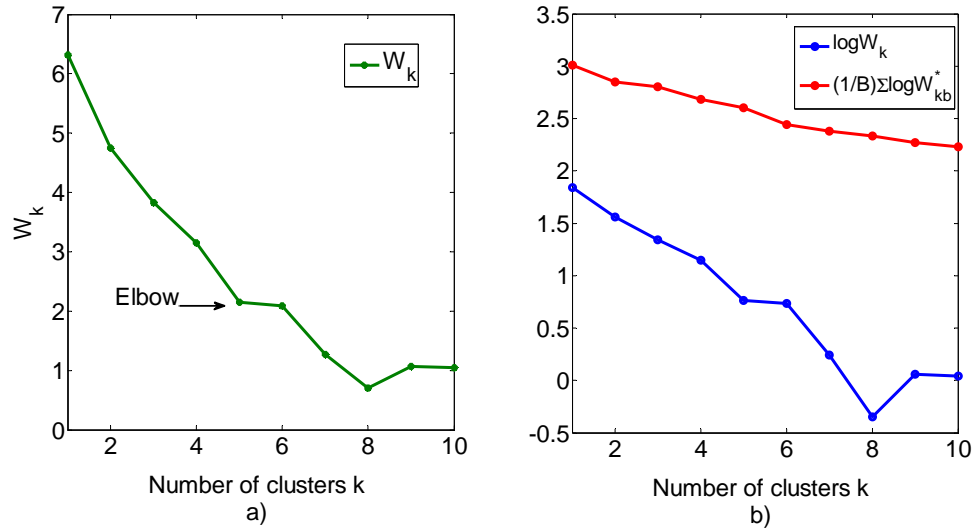 7
6
5
4
3
2
1
0
W_k
W_k
Elbow
2 4 6 8 10
Number of clusters k
a)
3.5
3
2.5
2
1.5
1
0.5
0
-0.5
logW_k
(1/B)ΣlogW*_kb
2 4 6 8 10
Number of clusters k
b)